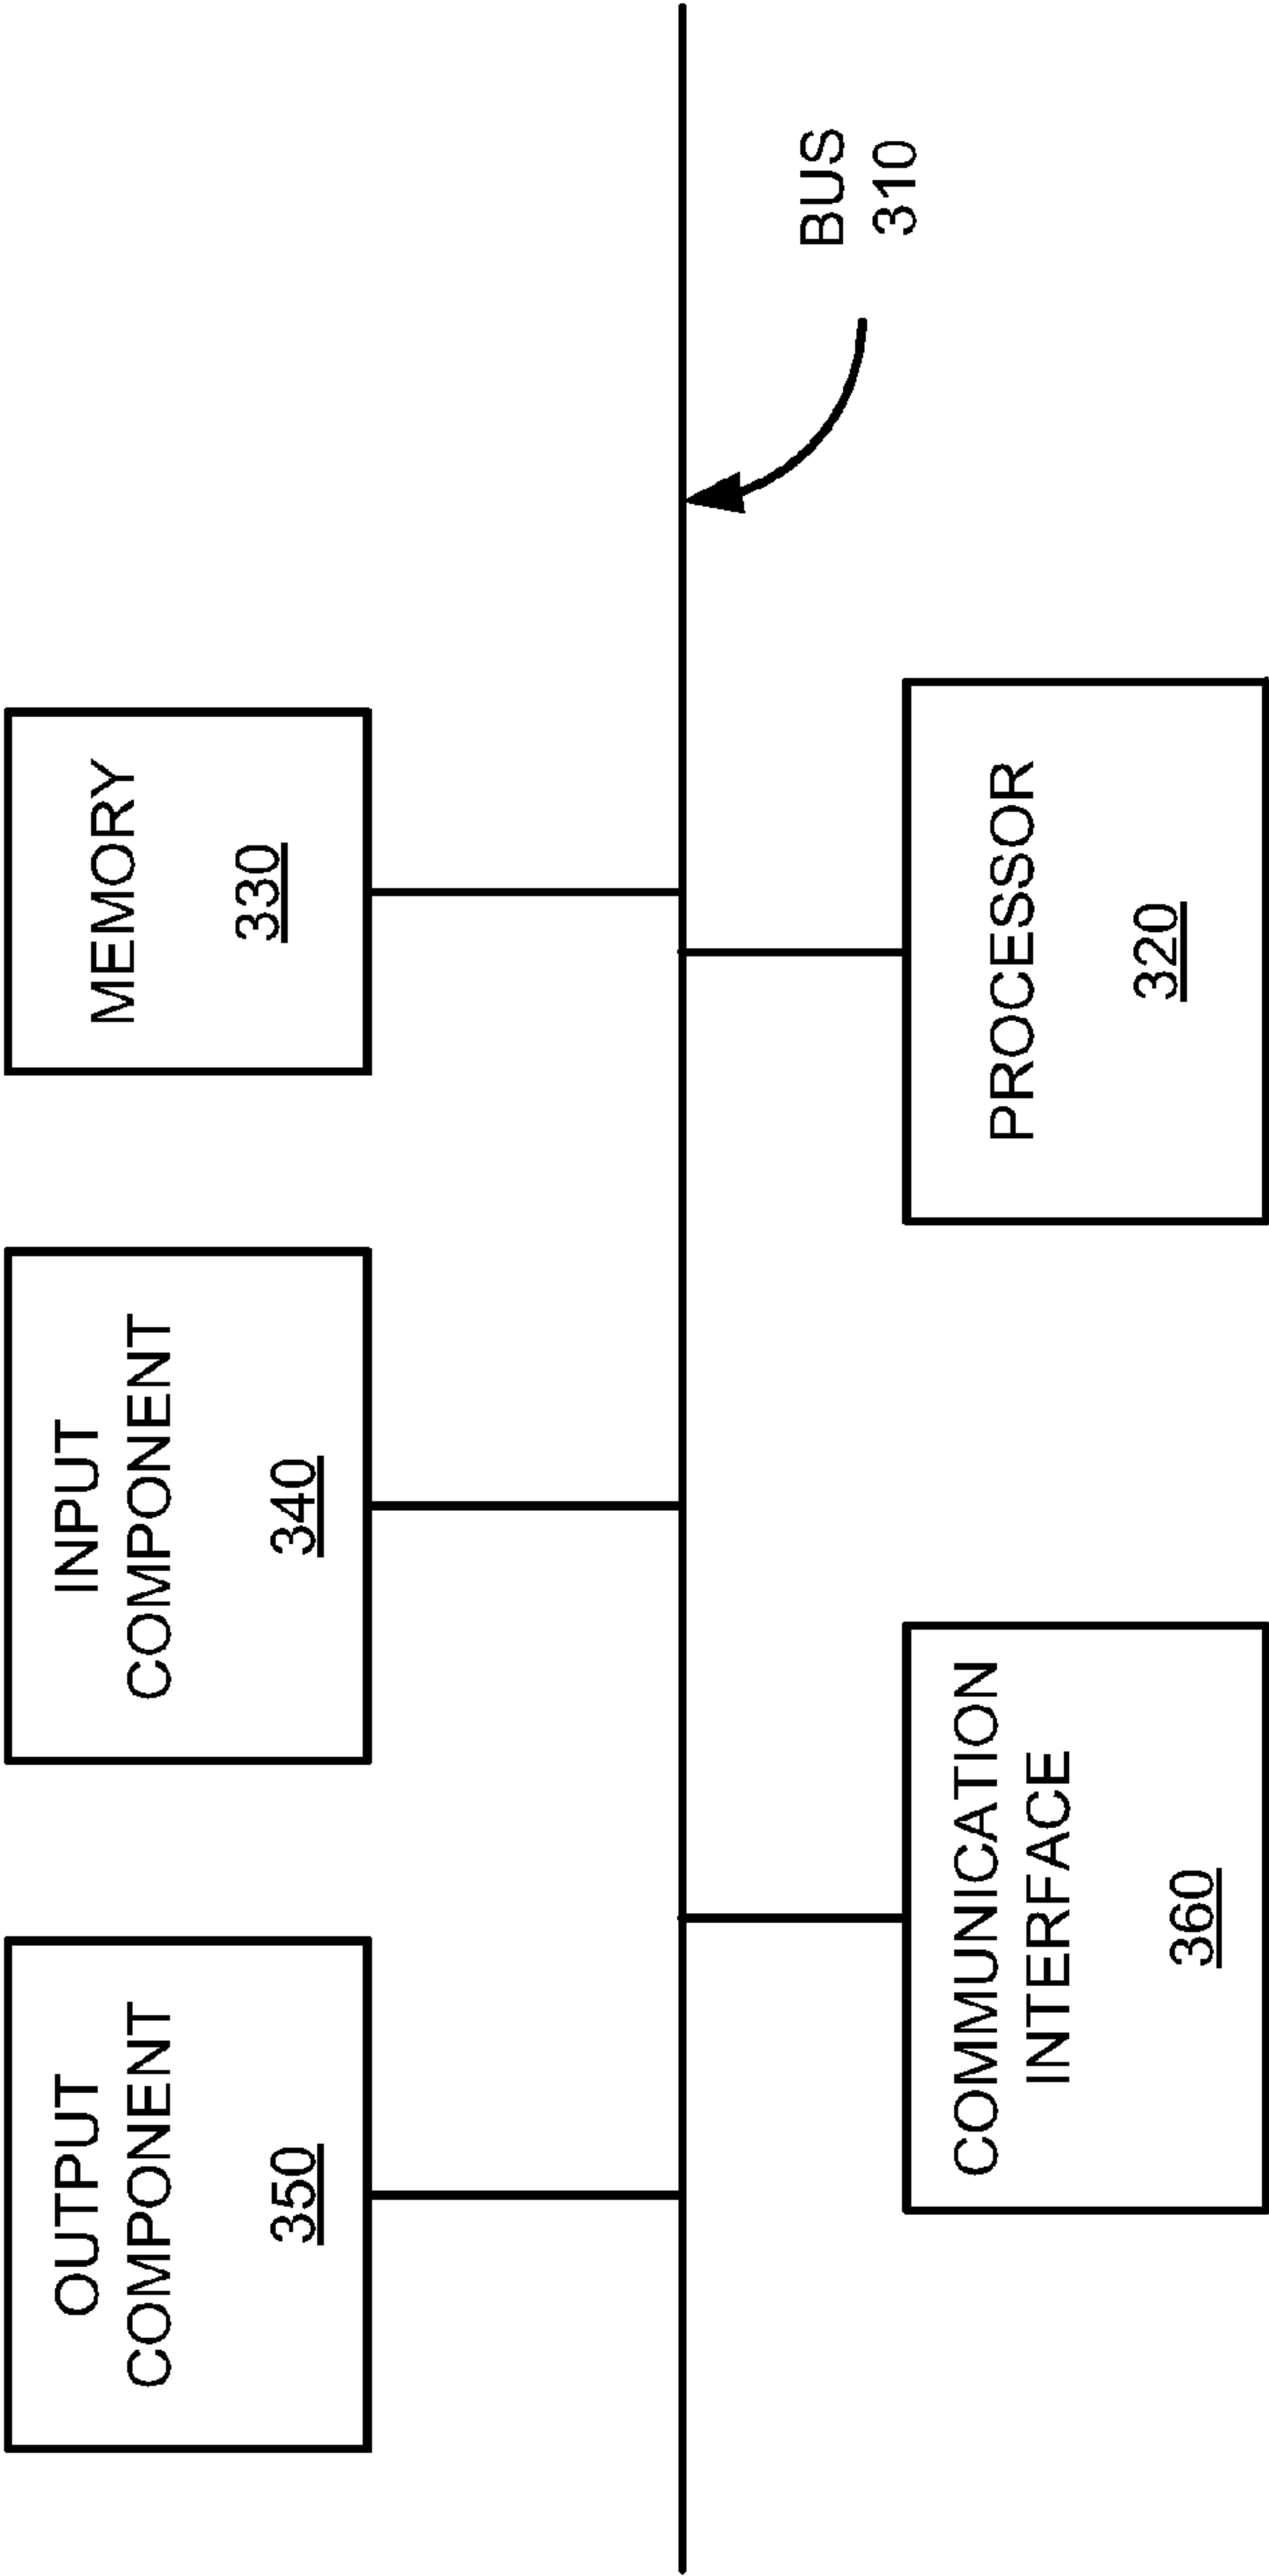 OUTPUT
COMPONENT
350
INPUT
COMPONENT
340
MEMORY
330
COMMUNICATION
INTERFACE
360
PROCESSOR
320
BUS
310